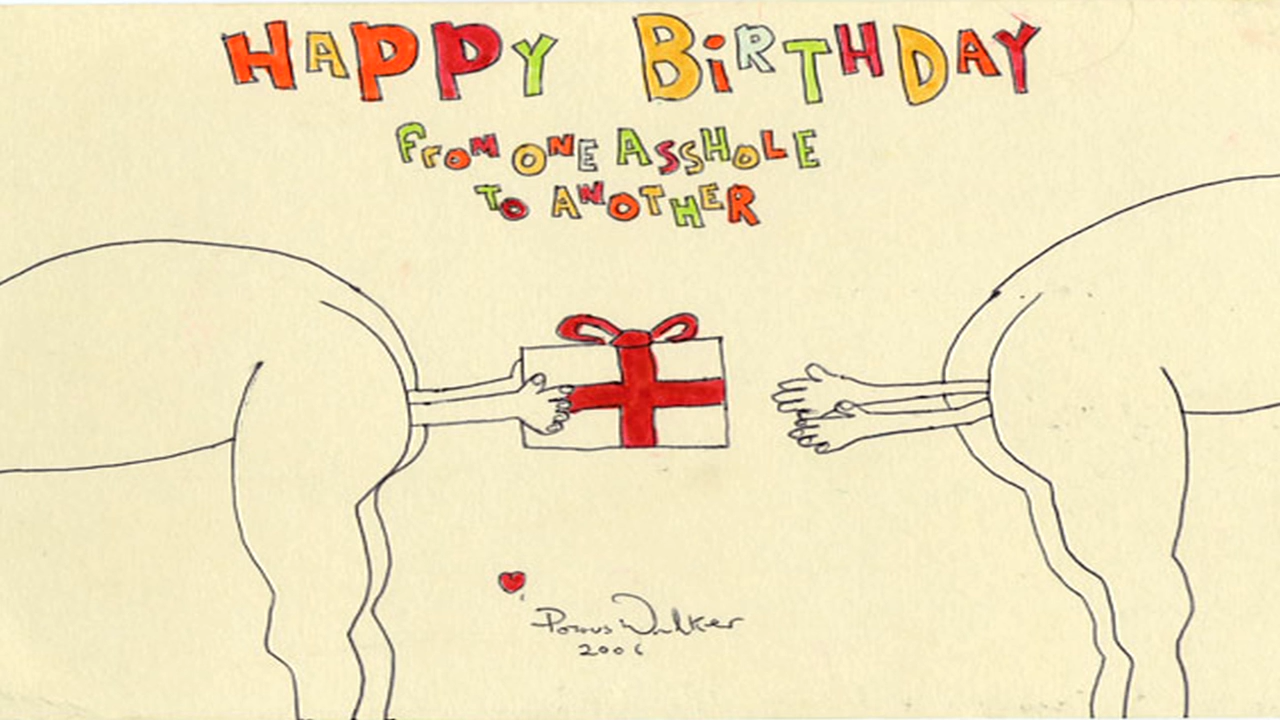 HAPPY BiRTHDAY
FroM ONE ASSHOLE
To ANOTHER
Porous Walker
2006